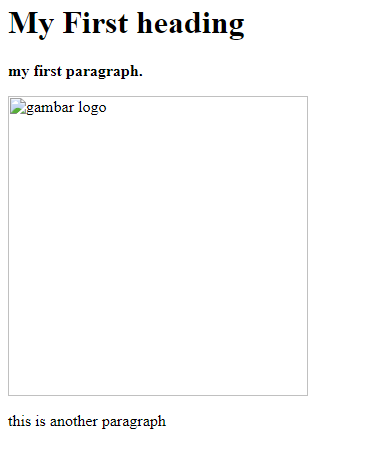 My First heading
my first paragraph.
gambar logo
this is another paragraph